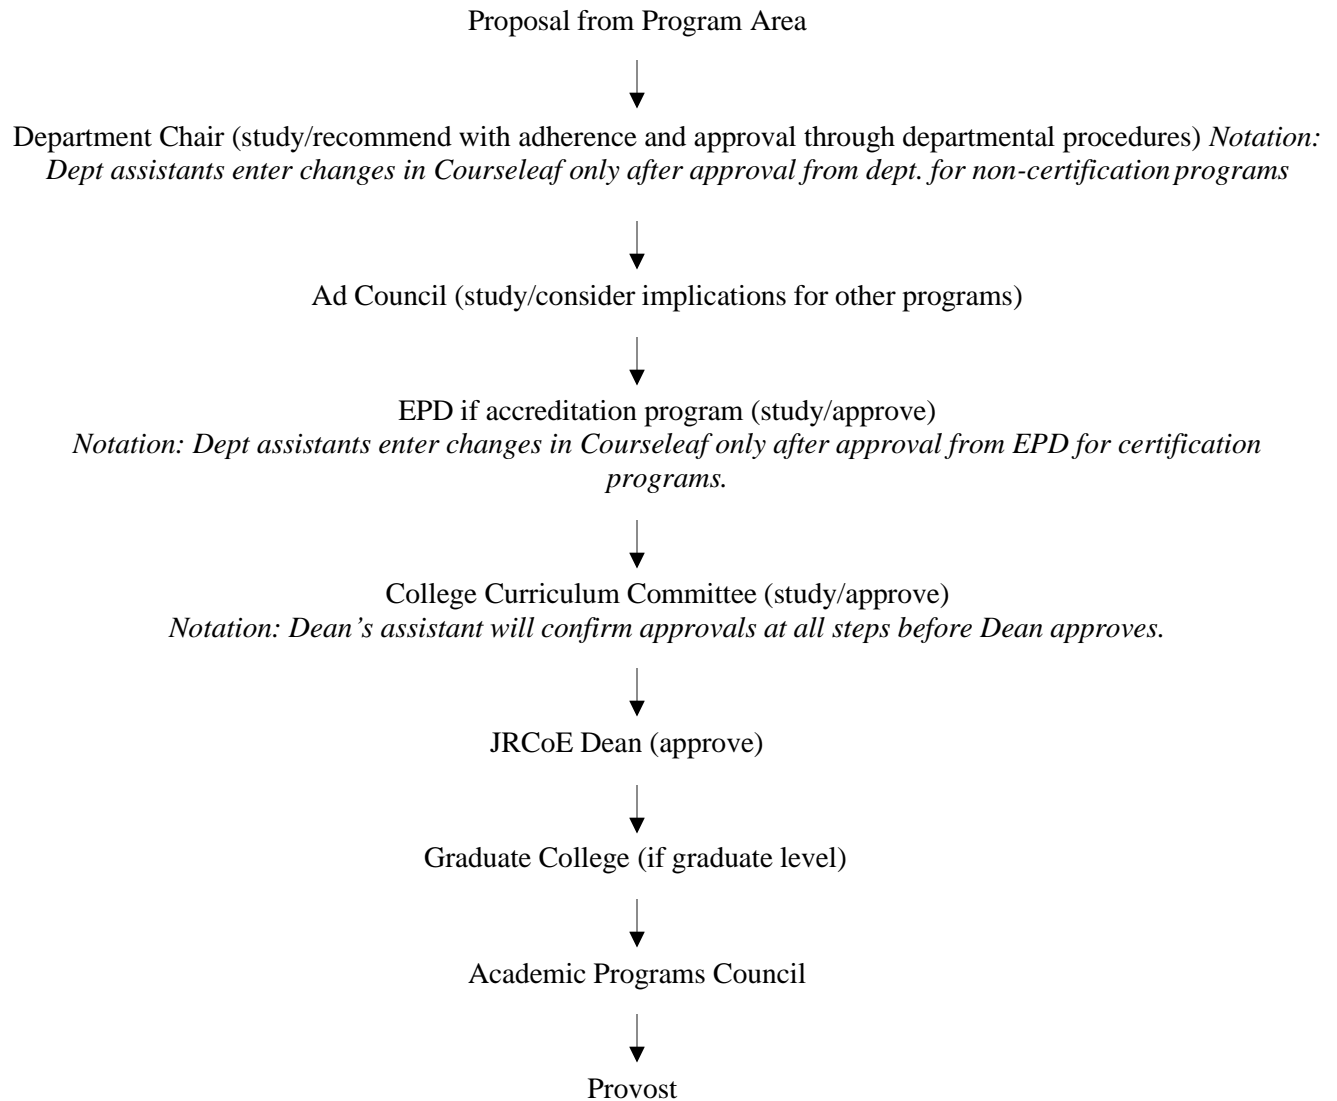 Proposal from Program Area
Department Chair (study/recommend with adherence and approval through departmental procedures) Notation:
Dept assistants enter changes in Courseleaf only after approval from dept. for non-certification programs
Ad Council (study/consider implications for other programs)
EPD if accreditation program (study/approve)
Notation: Dept assistants enter changes in Courseleaf only after approval from EPD for certification
programs.
College Curriculum Committee (study/approve)
Notation: Dean’s assistant will confirm approvals at all steps before Dean approves.
JRCoE Dean (approve)
Graduate College (if graduate level)
Academic Programs Council
Provost